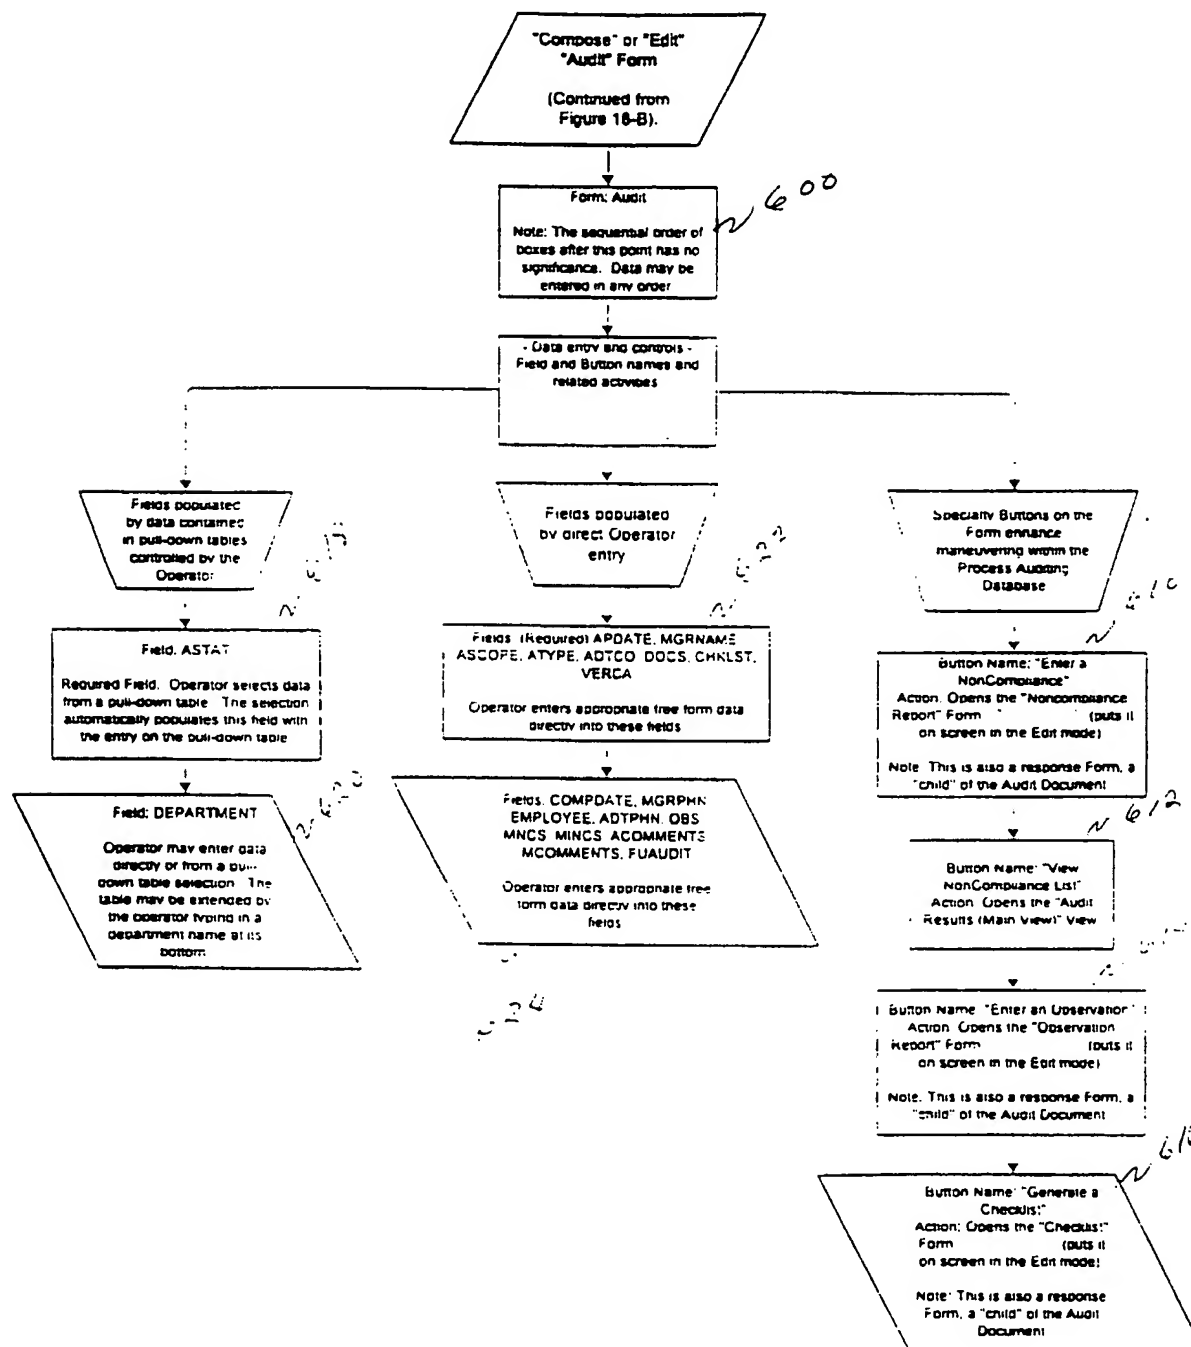 "Compose" or "Edit"
"Audit" Form
(Continued from
Figure 18-B).
Form: Audit
Note: The sequential order of
boxes after this point has no
significance. Data may be
entered in any order
600
- Data entry and controls -
Field and Button names and
related activities
Fields populated
by data contained
in pull-down tables
controlled by the
Operator
Field: ASTAT
Required Field. Operator selects data
from a pull-down table The selection
automatically populates this field with
the entry on the pull-down table
620
Field: DEPARTMENT
Operator may enter data
directly or from a pull-
down table selection The
table may be extended by
the operator typing in a
department name at its
bottom
Fields populated
by direct Operator
entry
622
Fields (Required) APDATE, MGRNAME
ASCOPE, ATYPE, ADTCO DOCS, CHKLST,
VERCA
Operator enters appropriate free form data
directly into these fields
Fields: COMPDATE, MGRPHN
EMPLOYEE, ADTPHN, OBS
MNCS, MINCS, ACOMMENTS
MCOMMENTS, FUAUDIT
Operator enters appropriate free
form data directly into these
fields
Specialty Buttons on the
Form enhance
maneuvering within the
Process Auditing
Database
610
Button Name: "Enter a
NonCompliance"
Action: Opens the "Noncompliance
Report" Form (puts it
on screen in the Edit mode)
Note: This is also a response Form, a
"child" of the Audit Document
612
Button Name: "View
NonCompliance List"
Action: Opens the "Audit
Results (Main View)" View
Button Name: "Enter an Observation"
Action: Opens the "Observation
Report" Form (puts it
on screen in the Edit mode)
Note: This is also a response Form, a
"child" of the Audit Document
Button Name: "Generate a
Checklist"
Action: Opens the "Checklist"
Form (puts it
on screen in the Edit mode)
Note: This is also a response
Form, a "child" of the Audit
Document